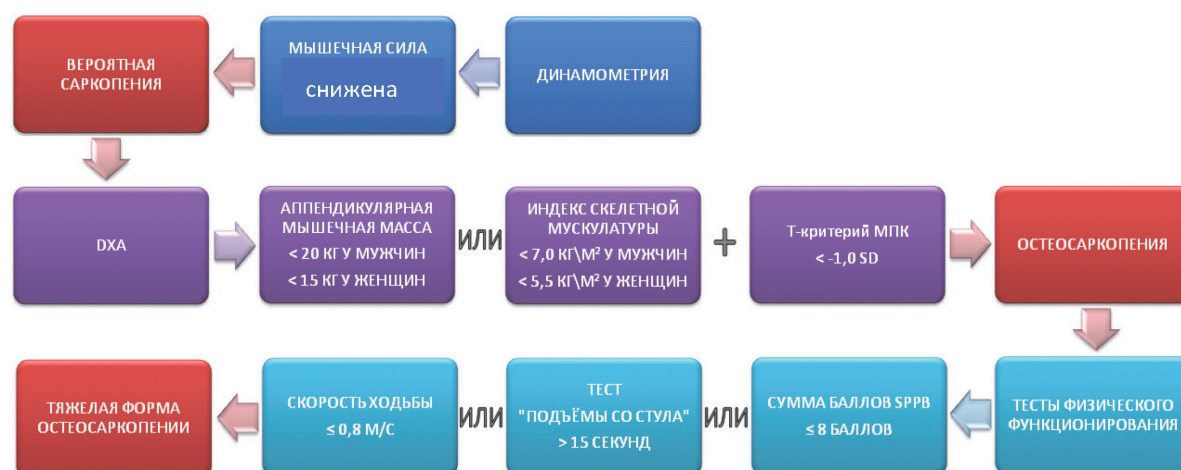 ВЕРОЯТНАЯ
САРКОПЕНИЯ
МЫШЕЧНАЯ СИЛА
снижена
ДИНАМОМЕТРИЯ
DXA
АППЕНДИКУЛЯРНАЯ
МЫШЕЧНАЯ МАССА
< 20 КГ У МУЖЧИН
< 15 КГ У ЖЕНЩИН
ИЛИ
ИНДЕКС СКЕЛЕТНОЙ
МУСКУЛАТУРЫ
< 7,0 КГ\М² У МУЖЧИН
< 5,5 КГ\М² У ЖЕНЩИН
+
Т-критерий МПК
< -1,0 SD
ОСТЕОСАРКОПЕНИЯ
ТЯЖЕЛАЯ ФОРМА
ОСТЕОСАРКОПЕНИИ
СКОРОСТЬ ХОДЬБЫ
≤ 0,8 М/С
ИЛИ
ТЕСТ
"ПОДЪЁМЫ СО СТУЛА"
> 15 СЕКУНД
ИЛИ
СУММА БАЛЛОВ SPPB
≤ 8 БАЛЛОВ
ТЕСТЫ ФИЗИЧЕСКОГО
ФУНКЦИОНИРОВАНИЯ